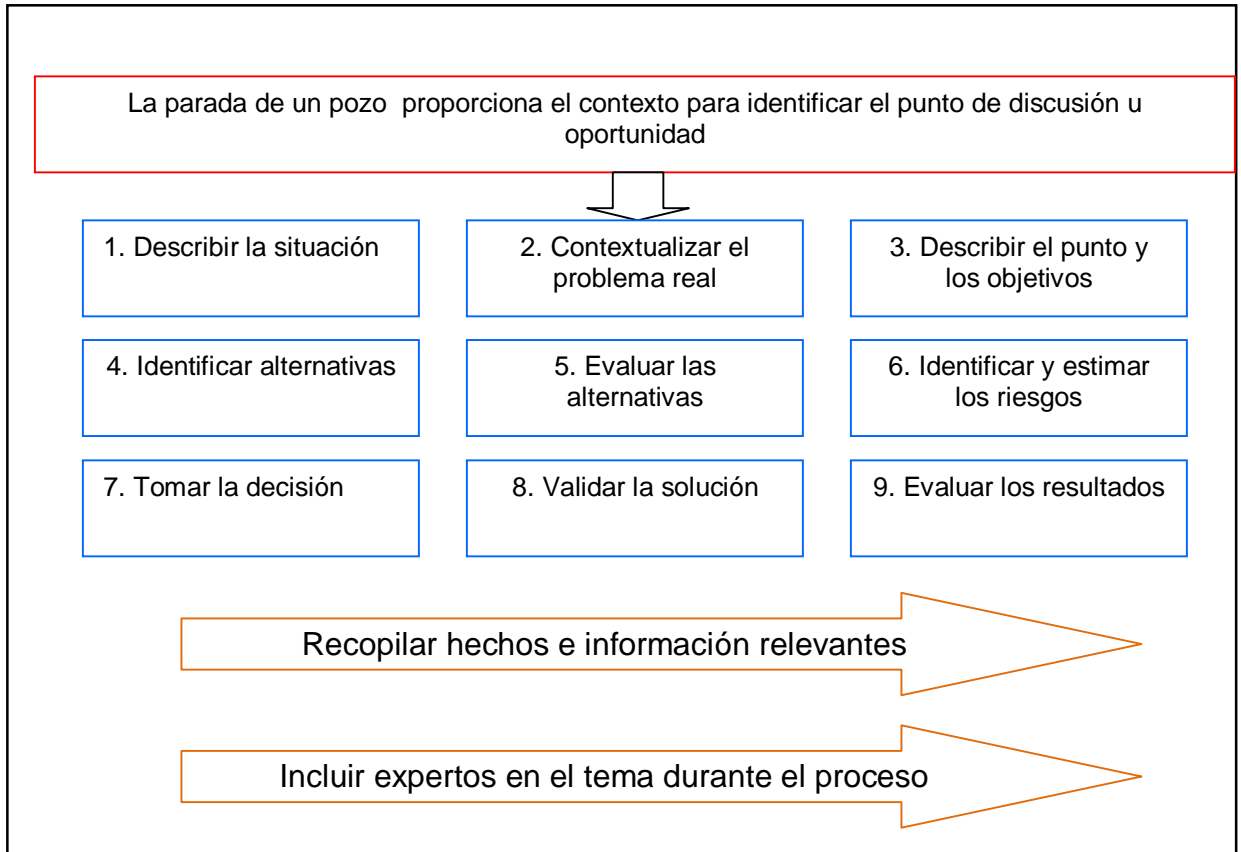 La parada de un pozo proporciona el contexto para identificar el punto de discusión u
oportunidad
1. Describir la situación
2. Contextualizar el
problema real
3. Describir el punto y
los objetivos
4. Identificar alternativas
5. Evaluar las
alternativas
6. Identificar y estimar
los riesgos
7. Tomar la decisión
8. Validar la solución
9. Evaluar los resultados
Recopilar hechos e información relevantes
Incluir expertos en el tema durante el proceso